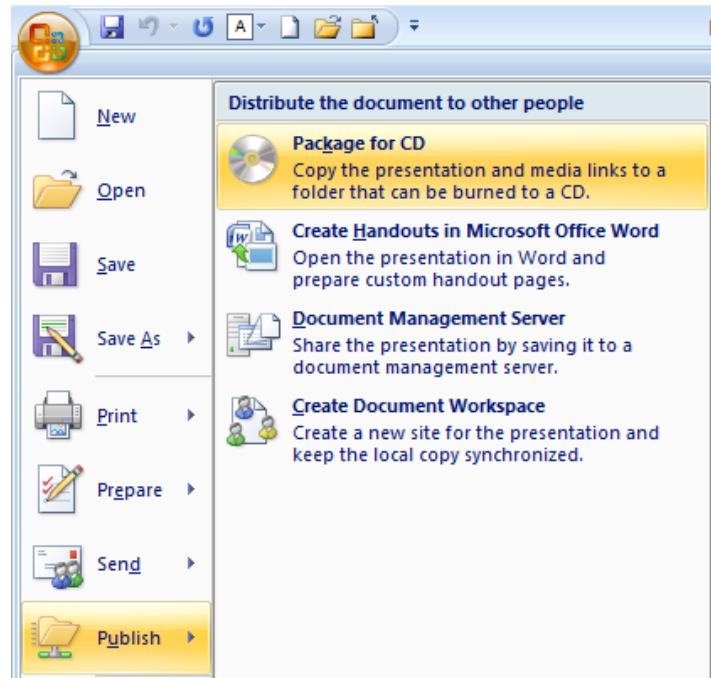 A
New
Open
Save
Save As
Print
Prepare
Send
Publish
Distribute the document to other people
Package for CD
Copy the presentation and media links to a
folder that can be burned to a CD.
Create Handouts in Microsoft Office Word
Open the presentation in Word and
prepare custom handout pages.
Document Management Server
Share the presentation by saving it to a
document management server.
Create Document Workspace
Create a new site for the presentation and
keep the local copy synchronized.